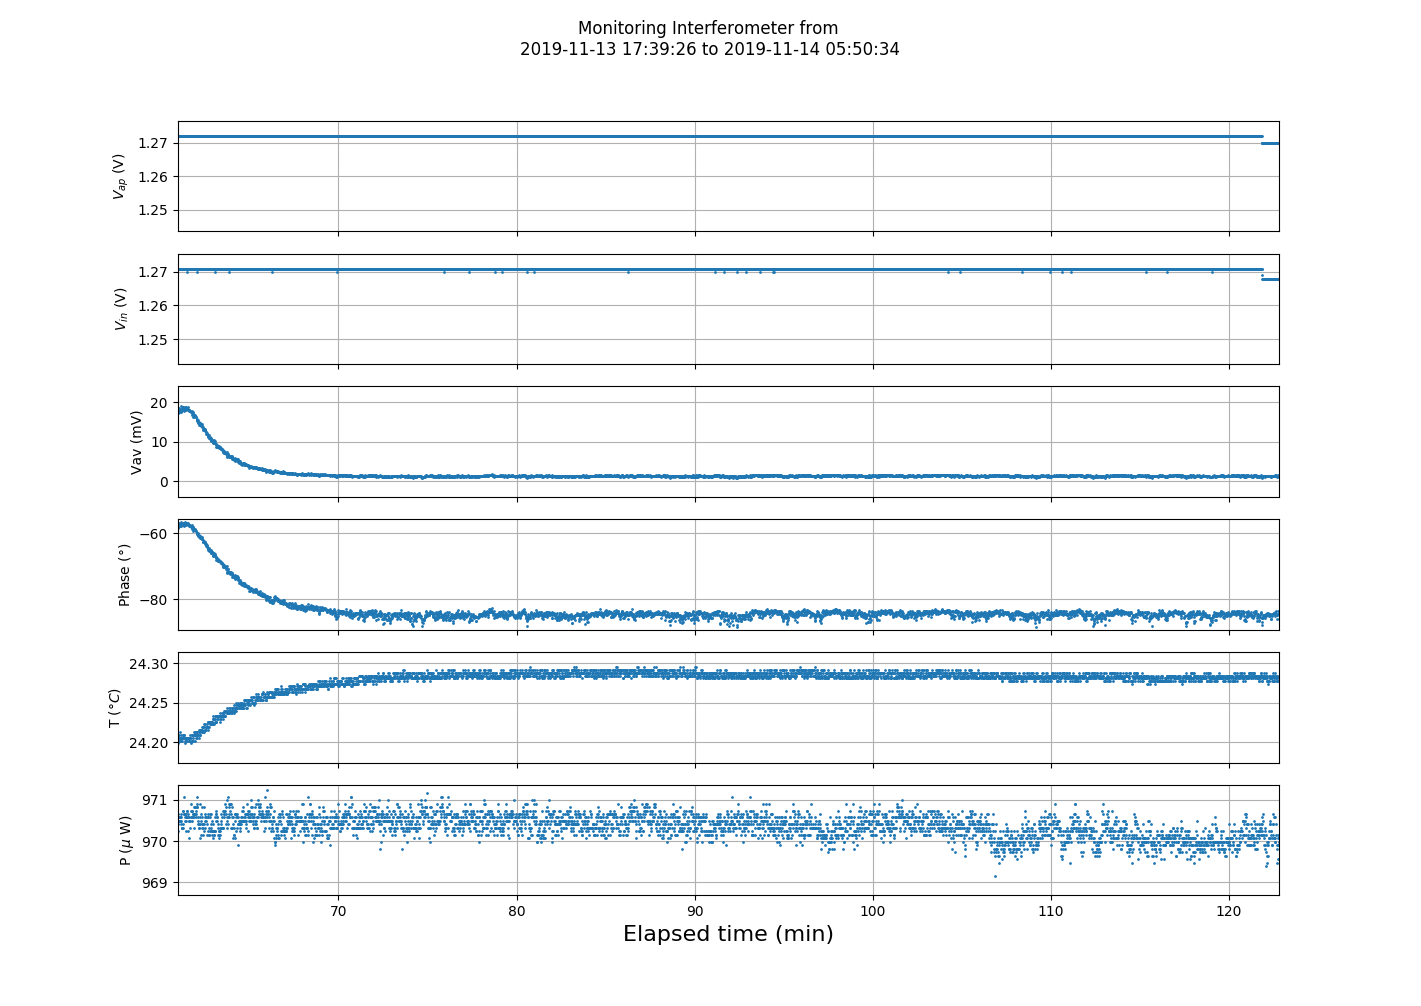 Monitoring Interferometer from
2019-11-13 17:39:26 to 2019-11-14 05:50:34
1.27
1.26
1.25
V_ap (V)
1.27
1.26
1.25
V_in (V)
20
10
0
Vav (mV)
−60
−80
Phase (°)
24.30
24.25
24.20
T (°C)
971
970
969
P (μ W)
70 80 90 100 110 120
Elapsed time (min)